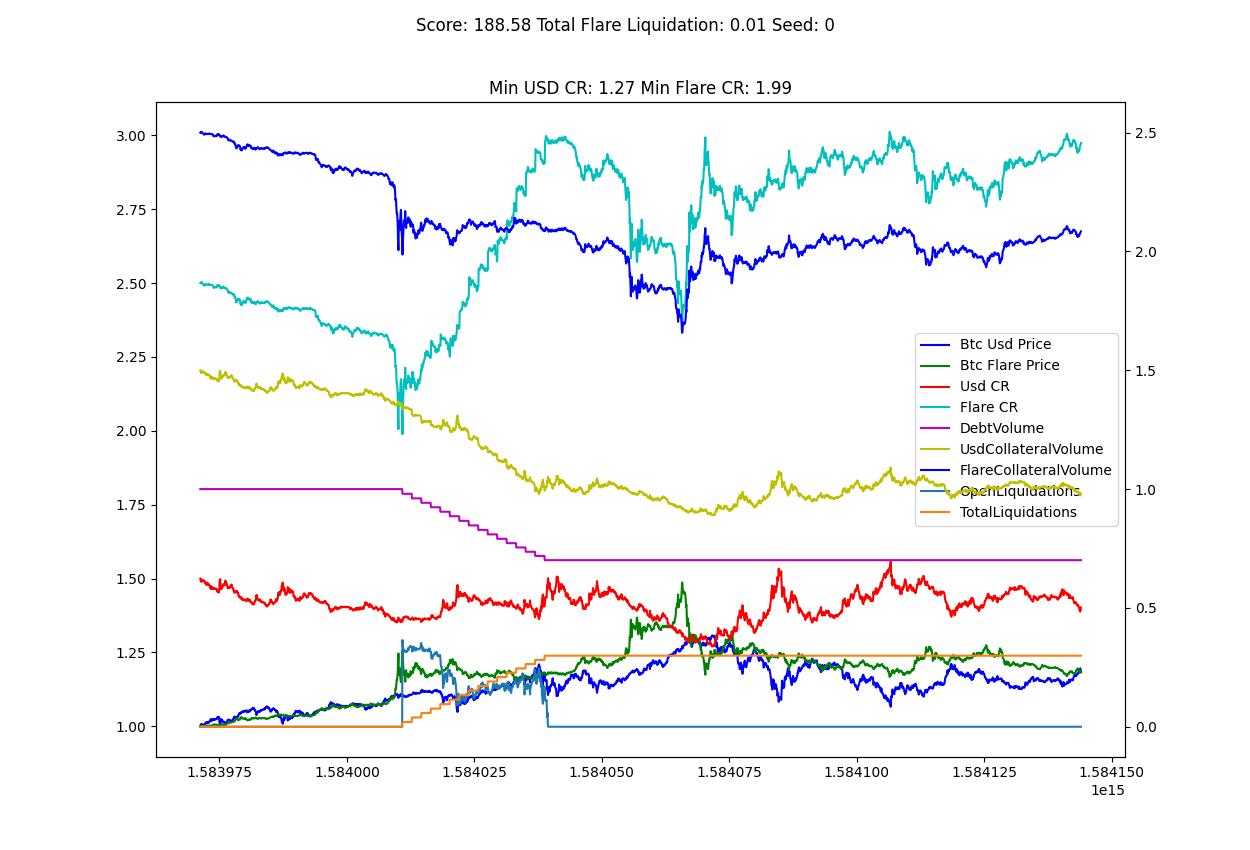 Score: 188.58 Total Flare Liquidation: 0.01 Seed: 0
Min USD CR: 1.27 Min Flare CR: 1.99
3.00
2.75
2.50
2.25
2.00
1.75
1.50
1.25
1.00
2.5
2.0
1.5
1.0
0.5
0.0
Btc Usd Price
Btc Flare Price
Usd CR
Flare CR
DebtVolume
UsdCollateralVolume
FlareCollateralVolume
OpenLiquidations
TotalLiquidations
1.583975 1.584000 1.584025 1.584050 1.584075 1.584100 1.584125 1.584150
1e15